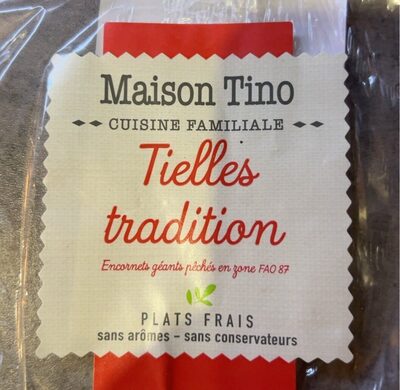 Maison Tino
CUISINE FAMILIALE
Tielles
tradition
Encornets géants pêchés en zone FAO 87
PLATS FRAIS
sans arômes – sans conservateurs